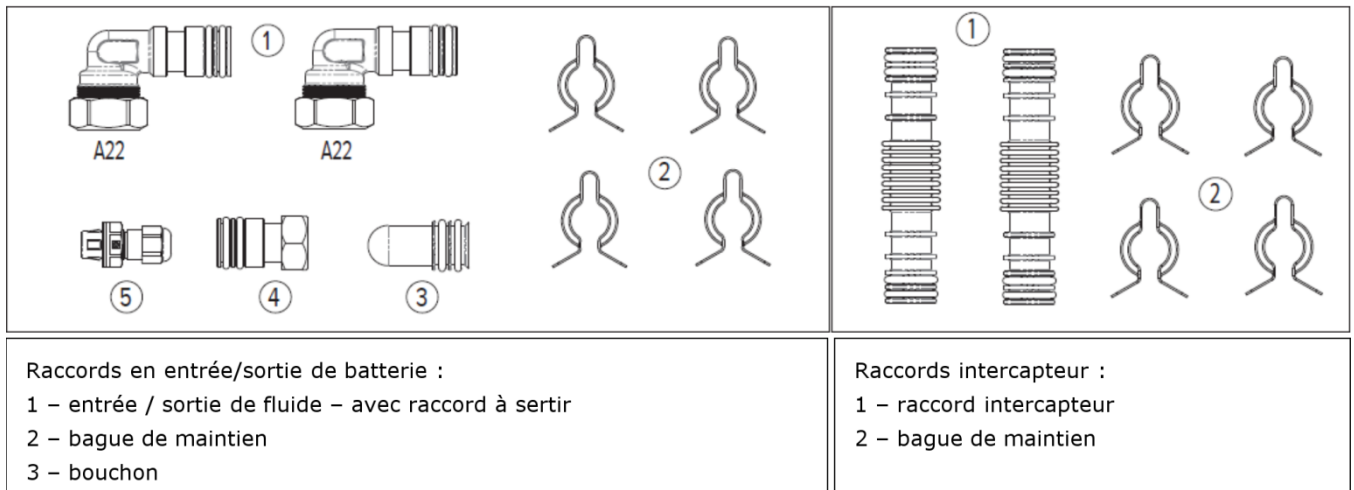 1
A22
A22
2
5
4
3
1
2
Raccords en entrée/sortie de batterie :
1 – entrée / sortie de fluide – avec raccord à sertir
2 – bague de maintien
3 – bouchon
Raccords intercapteur :
1 – raccord intercapteur
2 – bague de maintien